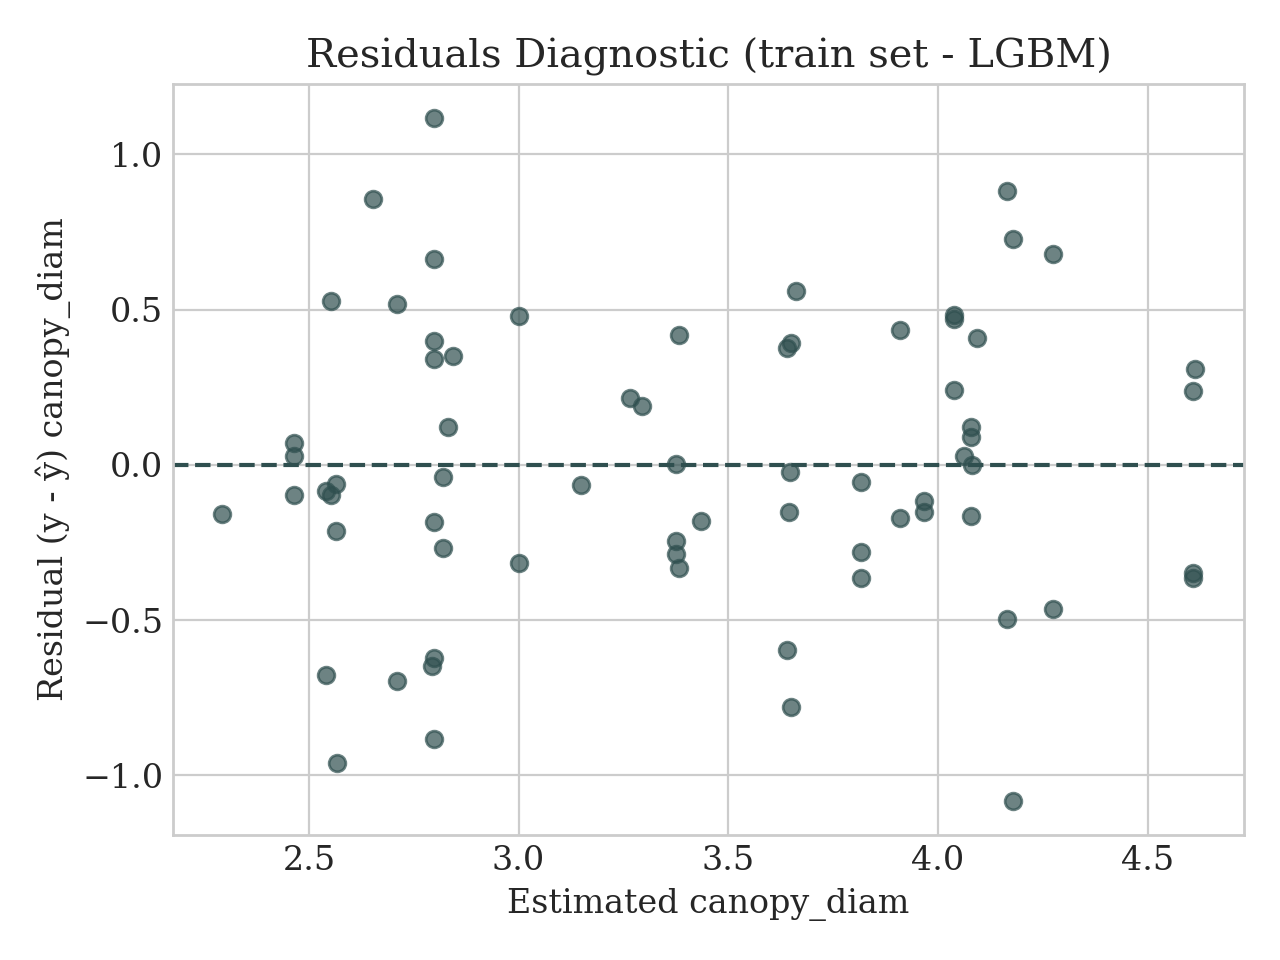 Residuals Diagnostic (train set - LGBM)
Residual (y - ŷ) canopy_diam
1.0
0.5
0.0
−0.5
−1.0
2.5 3.0 3.5 4.0 4.5
Estimated canopy_diam